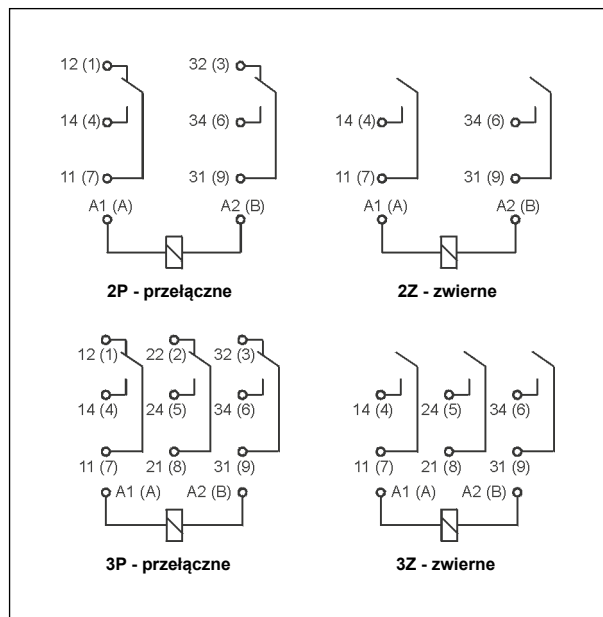 12 (1) 32 (3)
14 (4) 34 (6) 14 (4) 34 (6)
11 (7) 31 (9) 11 (7) 31 (9)
A1 (A) A2 (B) A1 (A) A2 (B)
2P - przełączne 2Z - zwierne
12 (1) 22 (2) 32 (3)
14 (4) 24 (5) 34 (6) 14 (4) 24 (5) 34 (6)
11 (7) 21 (8) 31 (9) 11 (7) 21 (8) 31 (9)
A1 (A) A2 (B) A1 (A) A2 (B)
3P - przełączne 3Z - zwierne